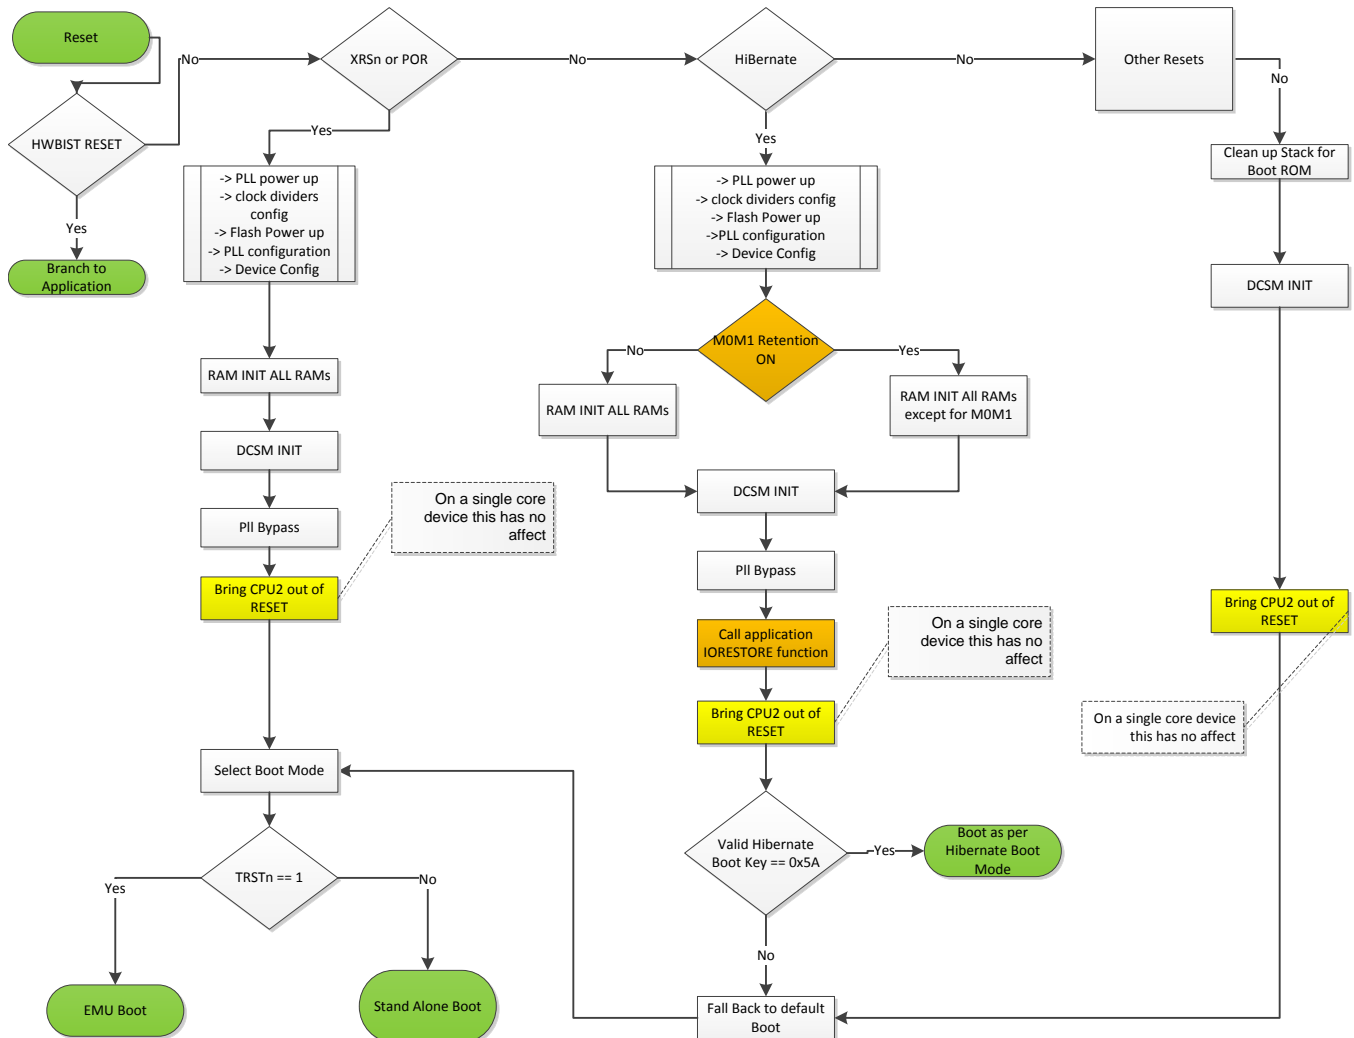 Reset
No
XRSn or POR
No
HiBernate
No
Other Resets
No
HWBIST RESET
Yes
Branch to
Application
Yes
-> PLL power up
-> clock dividers
config
-> Flash Power up
-> PLL configuration
-> Device Config
RAM INIT ALL RAMs
DCSM INIT
Pll Bypass
Bring CPU2 out of
RESET
On a single core
device this has no
affect
Select Boot Mode
TRSTn == 1
Yes
No
EMU Boot
Stand Alone Boot
Yes
-> PLL power up
-> clock dividers config
-> Flash Power up
->PLL configuration
-> Device Config
M0M1 Retention
ON
No
Yes
RAM INIT ALL RAMs
RAM INIT All RAMs
except for M0M1
DCSM INIT
Pll Bypass
Call application
IORESTORE function
Bring CPU2 out of
RESET
On a single core
device this has no
affect
Valid Hibernate
Boot Key == 0x5A
Yes
Boot as per
Hibernate Boot
Mode
No
Fall Back to default
Boot
Clean up Stack for
Boot ROM
DCSM INIT
Bring CPU2 out of
RESET
On a single core device
this has no affect